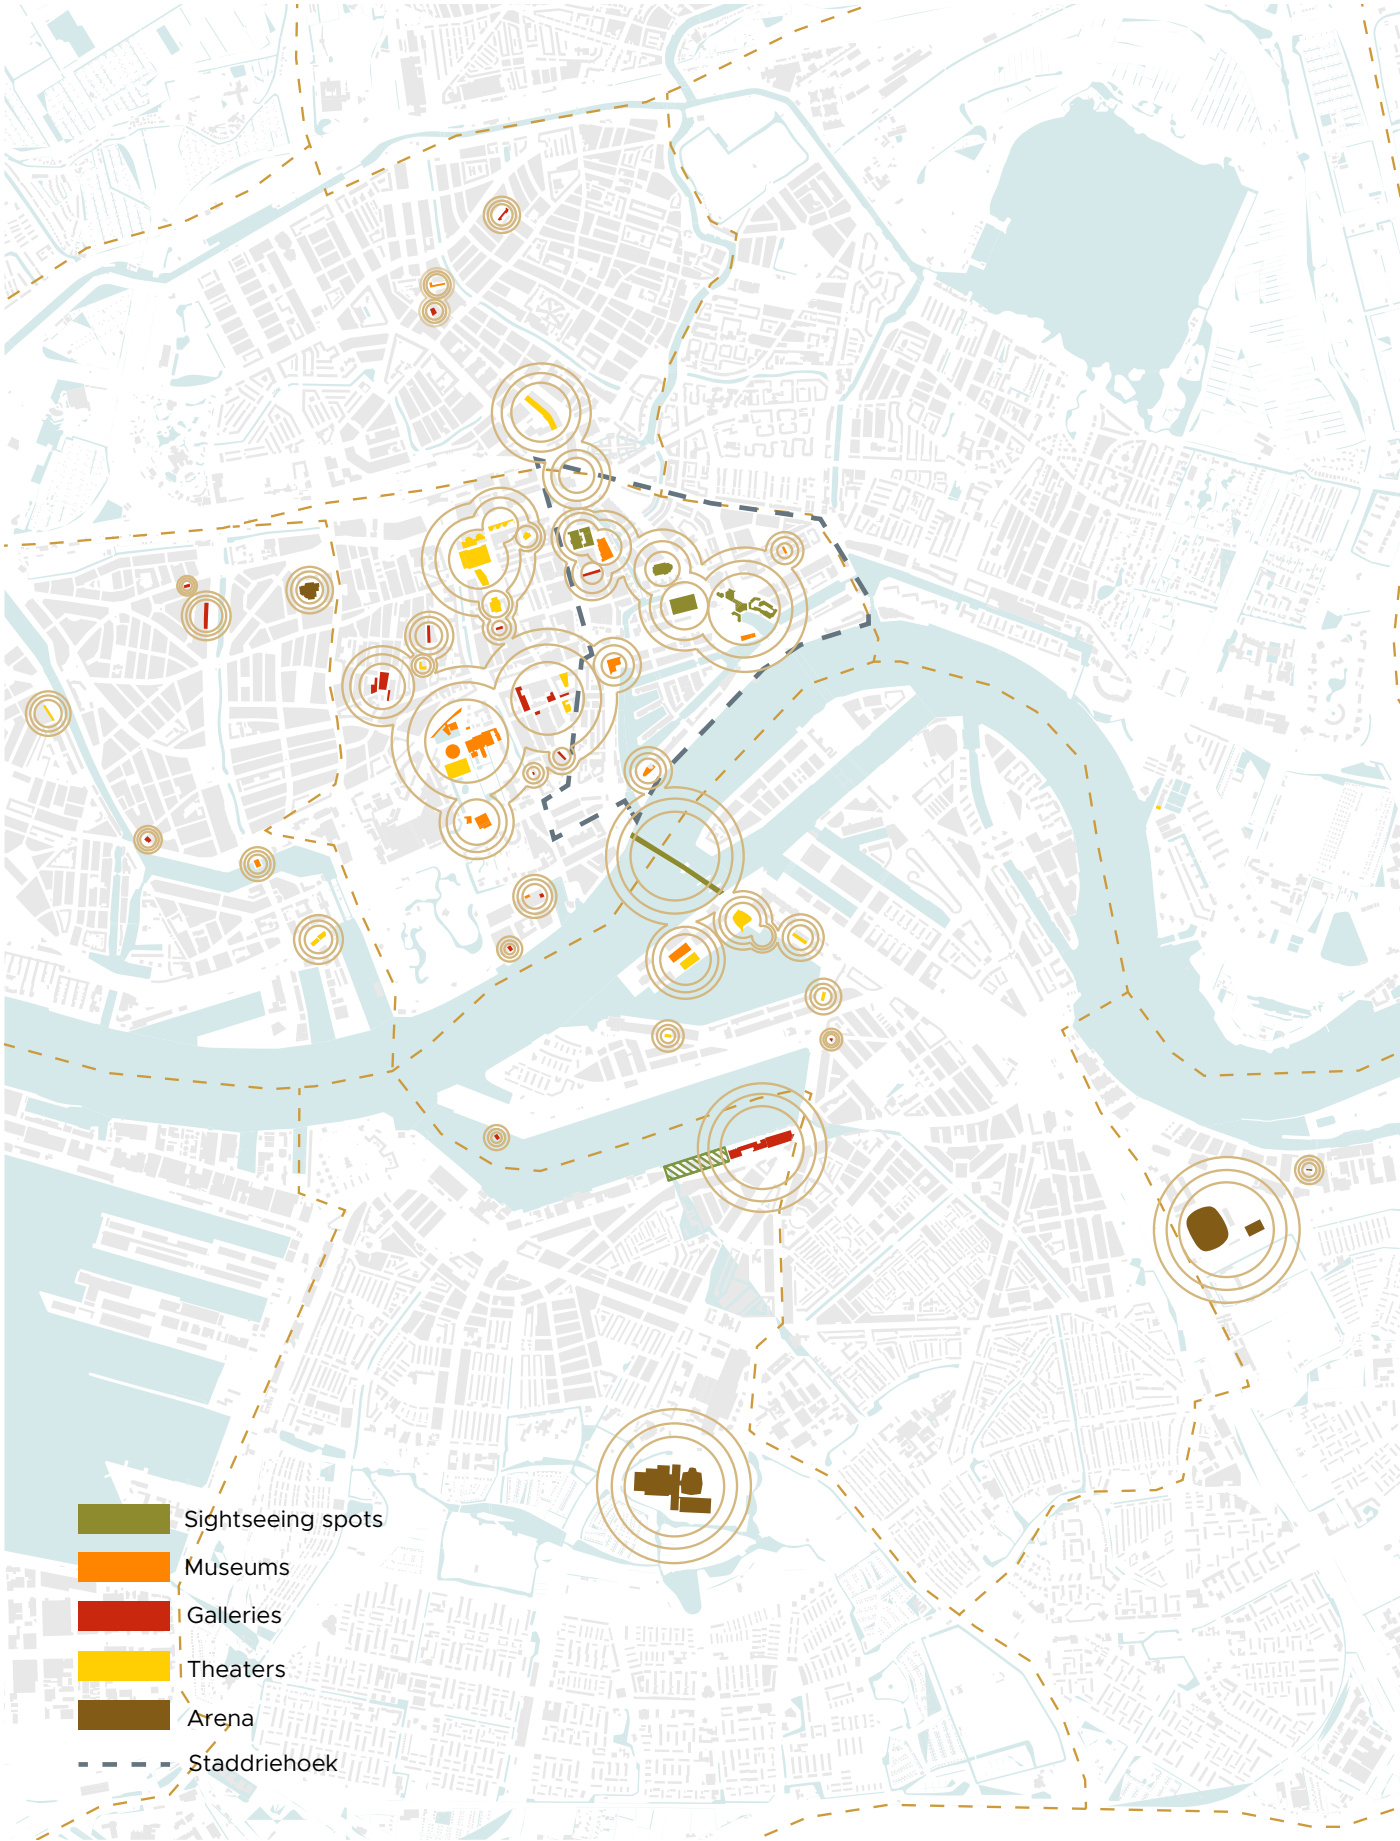 Sightseeing spots
Museums
Galleries
Theaters
Arena
Staddriehoek